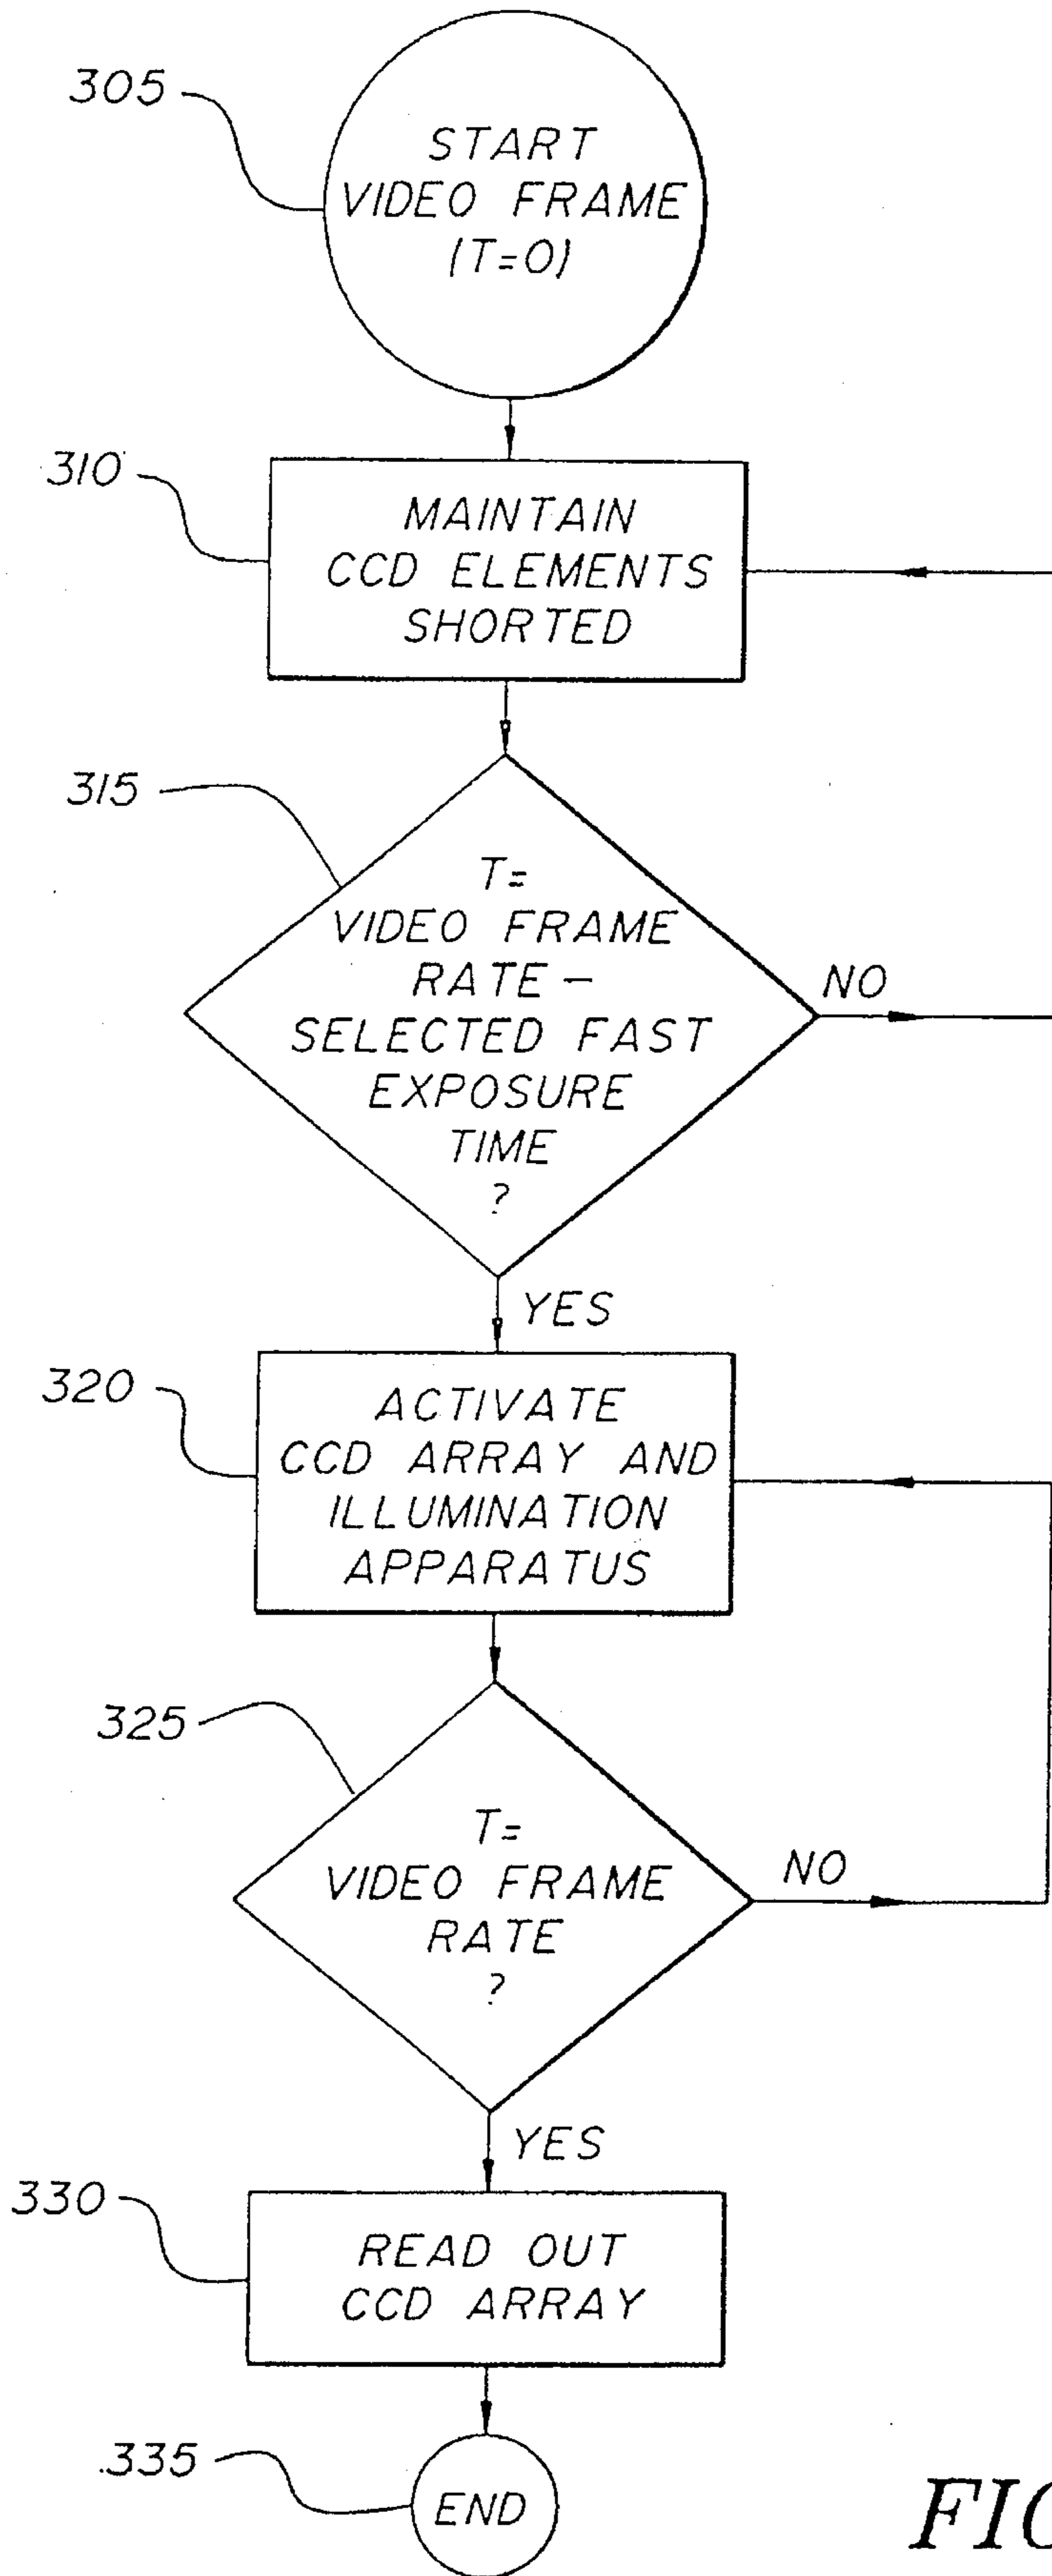 305
START
VIDEO FRAME
(T=0)
310
MAINTAIN
CCD ELEMENTS
SHORTED
315
T=
VIDEO FRAME
RATE –
SELECTED FAST
EXPOSURE
TIME
?
NO
YES
320
ACTIVATE
CCD ARRAY AND
ILLUMINATION
APPARATUS
325
T=
VIDEO FRAME
RATE
?
NO
YES
330
READ OUT
CCD ARRAY
335
END